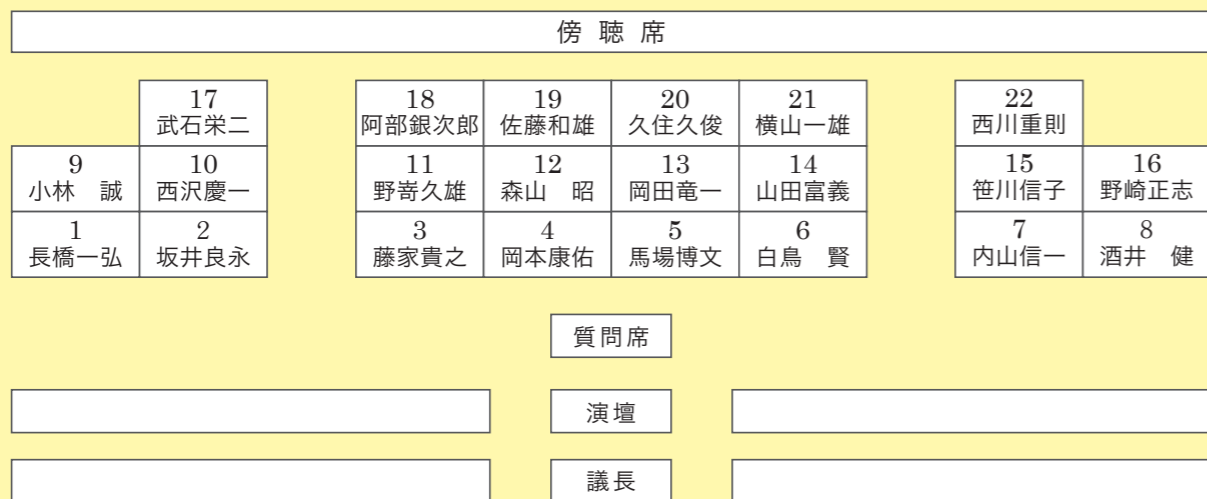 傍聴席
17
武石栄二
18
阿部銀次郎
19
佐藤和雄
20
久住久俊
21
横山一雄
22
西川重則
9
小林　誠
10
西沢慶一
11
野嵜久雄
12
森山　昭
13
岡田竜一
14
山田富義
15
笹川信子
16
野崎正志
1
長橋一弘
2
坂井良永
3
藤家貴之
4
岡本康佑
5
馬場博文
6
白鳥　賢
7
内山信一
8
酒井　健
質問席
演壇
議長